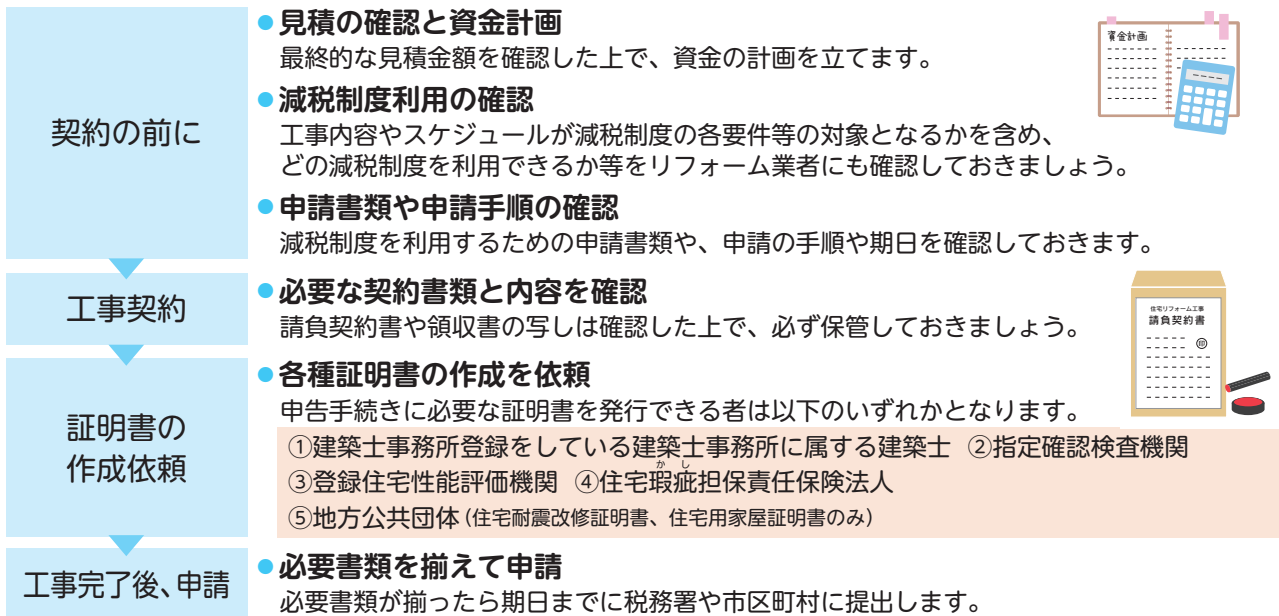 契約の前に
●見積の確認と資金計画
最終的な見積金額を確認した上で、資金の計画を立てます。
資金計画
●減税制度利用の確認
工事内容やスケジュールが減税制度の各要件等の対象となるかを含め、
どの減税制度を利用できるか等をリフォーム業者にも確認しておきましょう。
●申請書類や申請手順の確認
減税制度を利用するための申請書類や、申請の手順や期日を確認しておきます。
工事契約
●必要な契約書類と内容を確認
請負契約書や領収書の写しは確認した上で、必ず保管しておきましょう。
住宅リフォーム工事
請負契約書
印
証明書の
作成依頼
●各種証明書の作成を依頼
申告手続きに必要な証明書を発行できる者は以下のいずれかとなります。
①建築士事務所登録をしている建築士事務所に属する建築士 ②指定確認検査機関
かし
③登録住宅性能評価機関 ④住宅瑕疵担保責任保険法人
⑤地方公共団体(住宅耐震改修証明書、住宅用家屋証明書のみ)
工事完了後、申請
●必要書類を揃えて申請
必要書類が揃ったら期日までに税務署や市区町村に提出します。